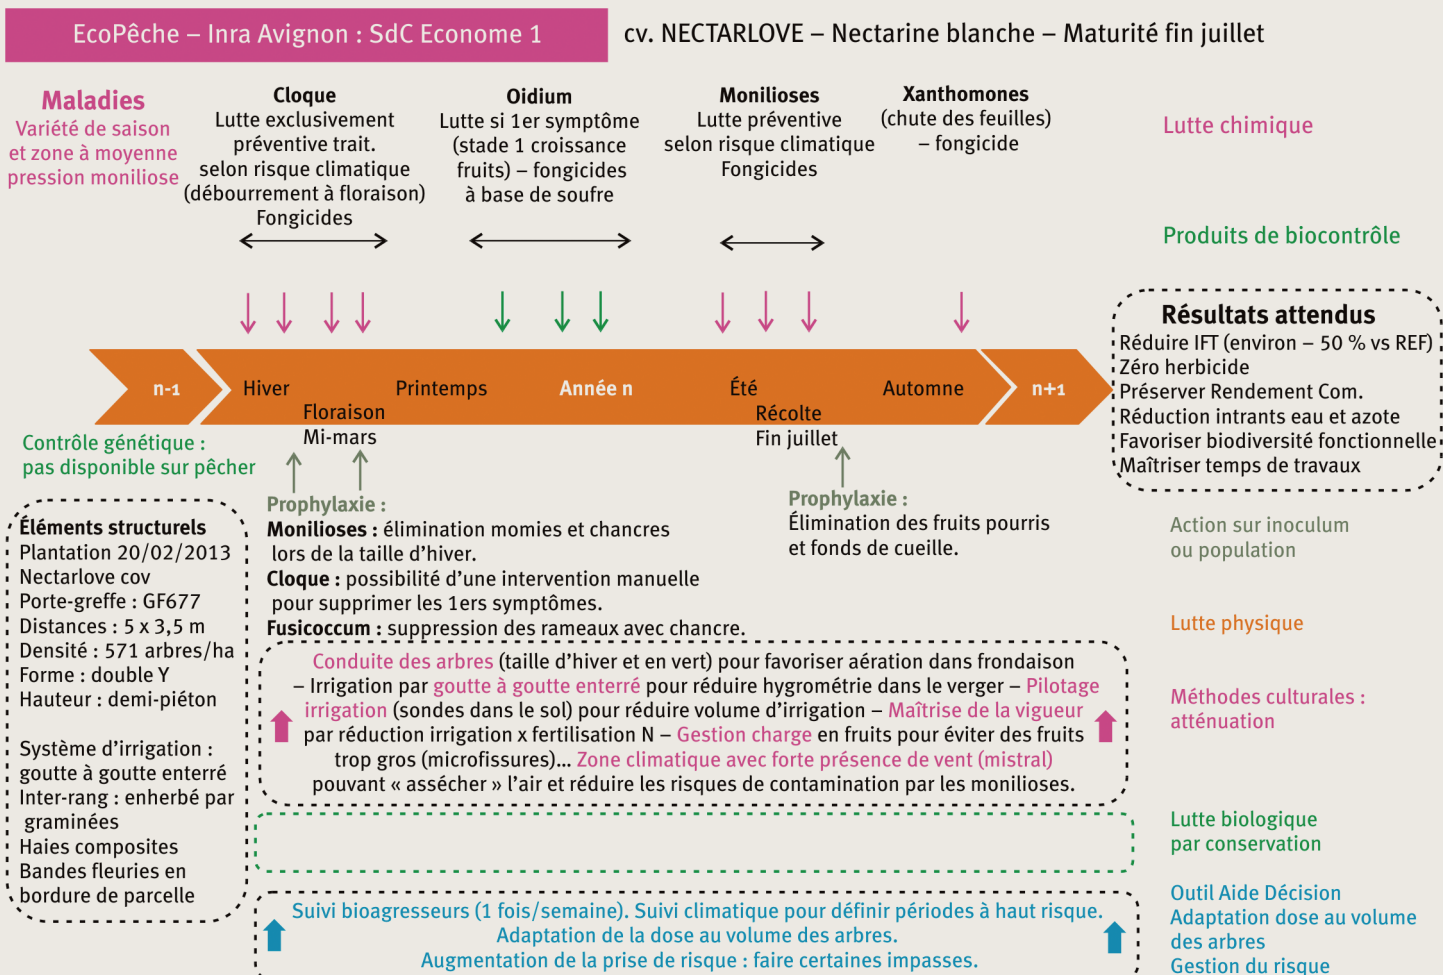 EcoPêche – Inra Avignon : SdC Econome 1
cv. NECTARLOVE – Nectarine blanche – Maturité fin juillet
Maladies
Variété de saison
et zone à moyenne
pression moniliose
Cloque
Lutte exclusivement
préventive trait.
selon risque climatique
(débourrement à floraison)
Fongicides
Oidium
Lutte si 1er symptôme
(stade 1 croissance
fruits) – fongicides
à base de soufre
Monilioses
Lutte préventive
selon risque climatique
Fongicides
Xanthomones
(chute des feuilles)
– fongicide
Lutte chimique
Produits de biocontrôle
n-1
Hiver
Floraison
Mi-mars
Printemps
Année n
Été
Récolte
Fin juillet
Automne
n+1
Résultats attendus
Réduire IFT (environ – 50 % vs REF)
Zéro herbicide
Préserver Rendement Com.
Réduction intrants eau et azote
Favoriser biodiversité fonctionnelle
Maîtriser temps de travaux
Contrôle génétique :
pas disponible sur pêcher
Éléments structurels
Plantation 20/02/2013
Nectarlove cov
Porte-greffe : GF677
Distances : 5 x 3,5 m
Densité : 571 arbres/ha
Forme : double Y
Hauteur : demi-piéton
Système d'irrigation :
goutte à goutte enterré
Inter-rang : enherbé par
graminées
Haies composites
Bandes fleuries en
bordure de parcelle
Prophylaxie :
Monilioses : élimination momies et chancres
lors de la taille d'hiver.
Cloque : possibilité d'une intervention manuelle
pour supprimer les 1ers symptômes.
Fusicoccum : suppression des rameaux avec chancre.
Prophylaxie :
Élimination des fruits pourris
et fonds de cueille.
Action sur inoculum
ou population
Lutte physique
Conduite des arbres (taille d'hiver et en vert) pour favoriser aération dans frondaison
– Irrigation par goutte à goutte enterré pour réduire hygrométrie dans le verger – Pilotage
irrigation (sondes dans le sol) pour réduire volume d'irrigation – Maîtrise de la vigueur
par réduction irrigation x fertilisation N – Gestion charge en fruits pour éviter des fruits
trop gros (microfissures)... Zone climatique avec forte présence de vent (mistral)
pouvant « assécher » l'air et réduire les risques de contamination par les monilioses.
Méthodes culturales :
atténuation
Lutte biologique
par conservation
Suivi bioagresseurs (1 fois/semaine). Suivi climatique pour définir périodes à haut risque.
Adaptation de la dose au volume des arbres.
Augmentation de la prise de risque : faire certaines impasses.
Outil Aide Décision
Adaptation dose au volume
des arbres
Gestion du risque